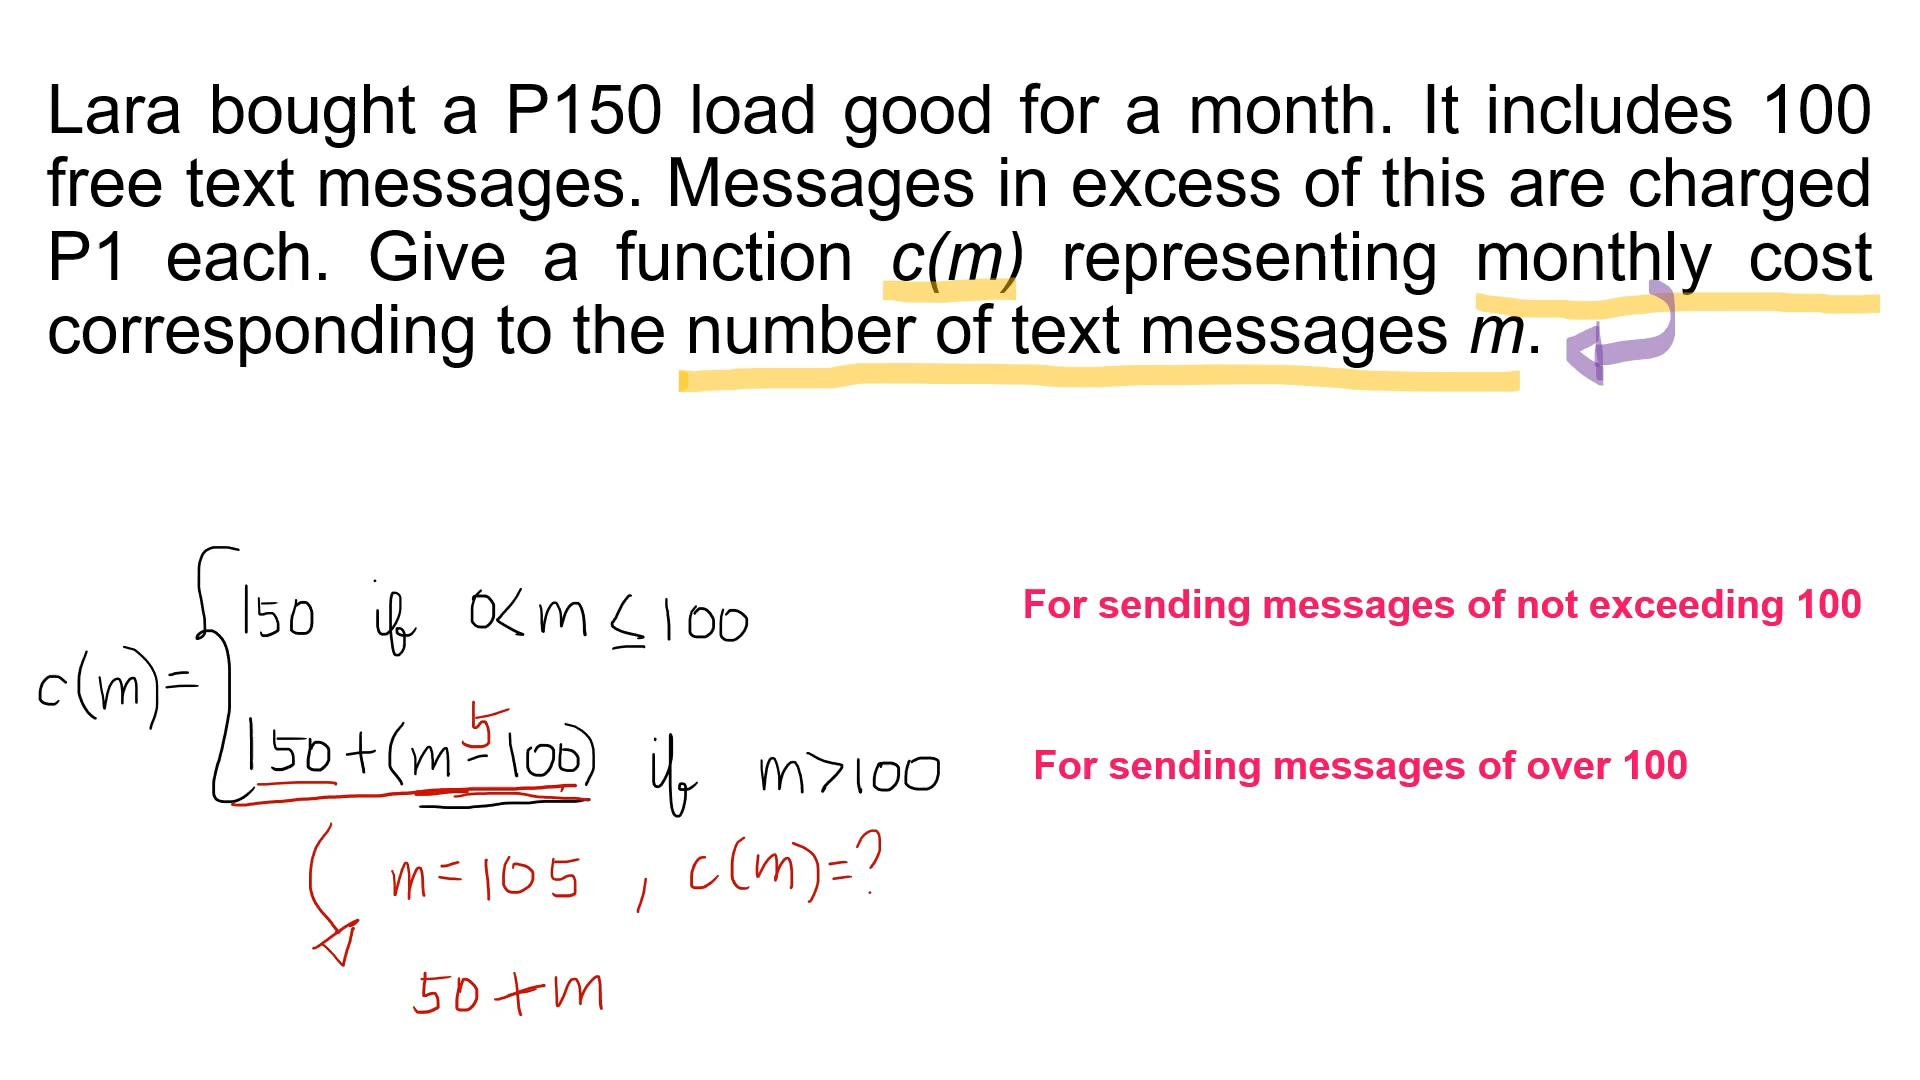 Lara bought a P150 load good for a month. It includes 100
free text messages. Messages in excess of this are charged
P1 each. Give a function c(m) representing monthly cost
corresponding to the number of text messages m.
150 if 0<m≤100
For sending messages of not exceeding 100
c(m)=
5
150+(m-100) if m>100
For sending messages of over 100
m=105, c(m)=?
50+m